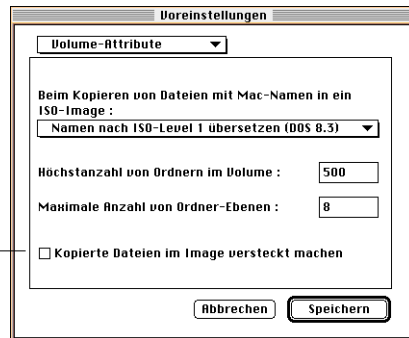 Voreinstellungen
Volume-Attribute
Beim Kopieren von Dateien mit Mac-Namen in ein
ISO-Image :
Namen nach ISO-Level 1 übersetzen (DOS 8.3)
Höchstanzahl von Ordnern im Volume : 500
Maximale Anzahl von Ordner-Ebenen : 8
Kopierte Dateien im Image versteckt machen
Abbrechen Speichern